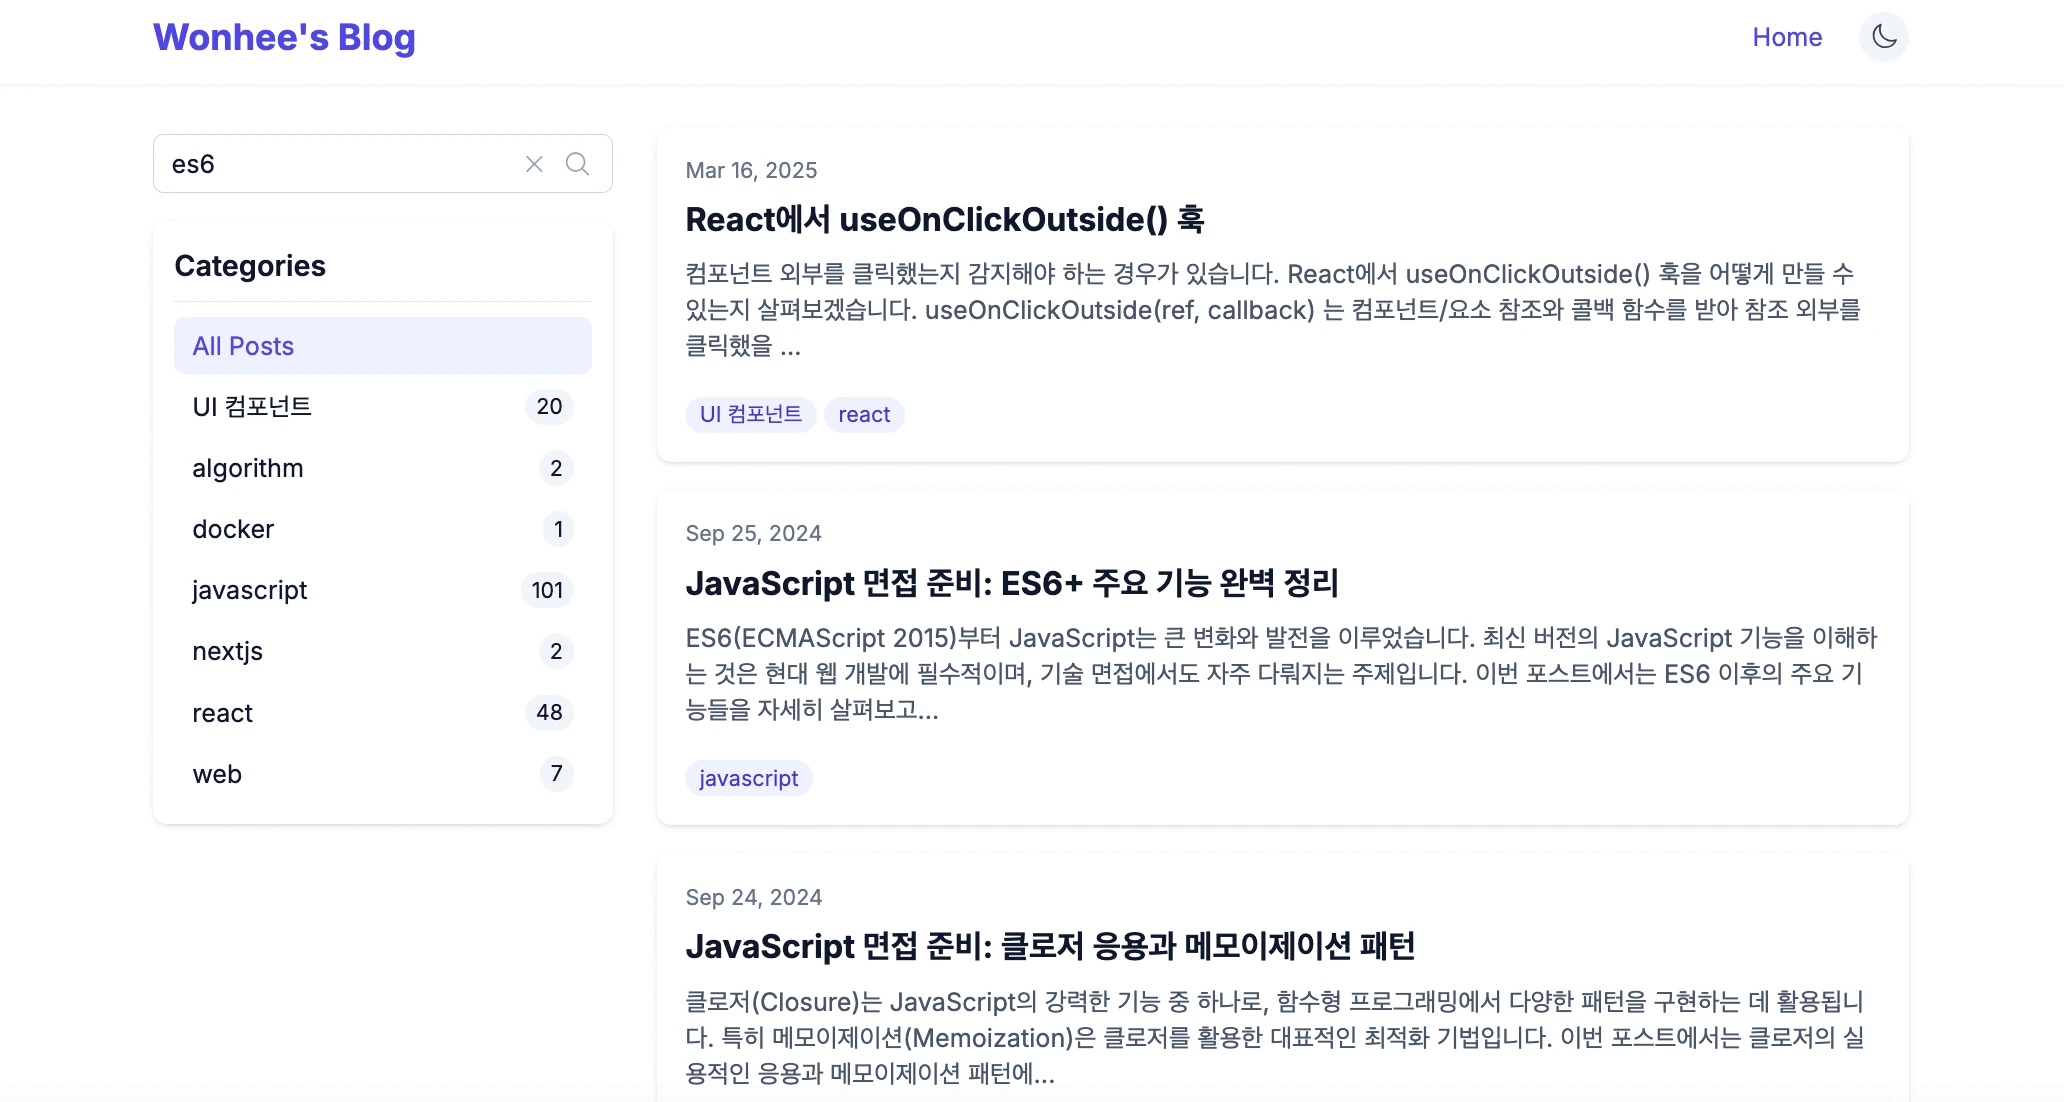 Wonhee's Blog
Home
es6
Categories
All Posts
UI 컴포넌트 20
algorithm 2
docker 1
javascript 101
nextjs 2
react 48
web 7
Mar 16, 2025
React에서 useOnClickOutside() 훅
컴포넌트 외부를 클릭했는지 감지해야 하는 경우가 있습니다. React에서 useOnClickOutside() 훅을 어떻게 만들 수
있는지 살펴보겠습니다. useOnClickOutside(ref, callback) 는 컴포넌트/요소 참조와 콜백 함수를 받아 참조 외부를
클릭했을 ...
UI 컴포넌트 react
Sep 25, 2024
JavaScript 면접 준비: ES6+ 주요 기능 완벽 정리
ES6(ECMAScript 2015)부터 JavaScript는 큰 변화와 발전을 이루었습니다. 최신 버전의 JavaScript 기능을 이해하
는 것은 현대 웹 개발에 필수적이며, 기술 면접에서도 자주 다뤄지는 주제입니다. 이번 포스트에서는 ES6 이후의 주요 기
능들을 자세히 살펴보고...
javascript
Sep 24, 2024
JavaScript 면접 준비: 클로저 응용과 메모이제이션 패턴
클로저(Closure)는 JavaScript의 강력한 기능 중 하나로, 함수형 프로그래밍에서 다양한 패턴을 구현하는 데 활용됩니
다. 특히 메모이제이션(Memoization)은 클로저를 활용한 대표적인 최적화 기법입니다. 이번 포스트에서는 클로저의 실
용적인 응용과 메모이제이션 패턴에...